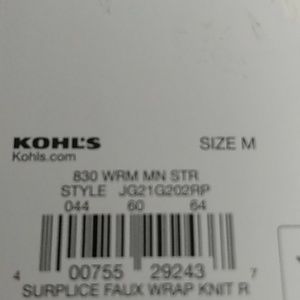 KOHL'S SIZE M
Kohls.com
830 WRM MN STR
STYLE JG21G202RP
044 60 64
4 00755 29243 7
SURPLICE FAUX WRAP KNIT R